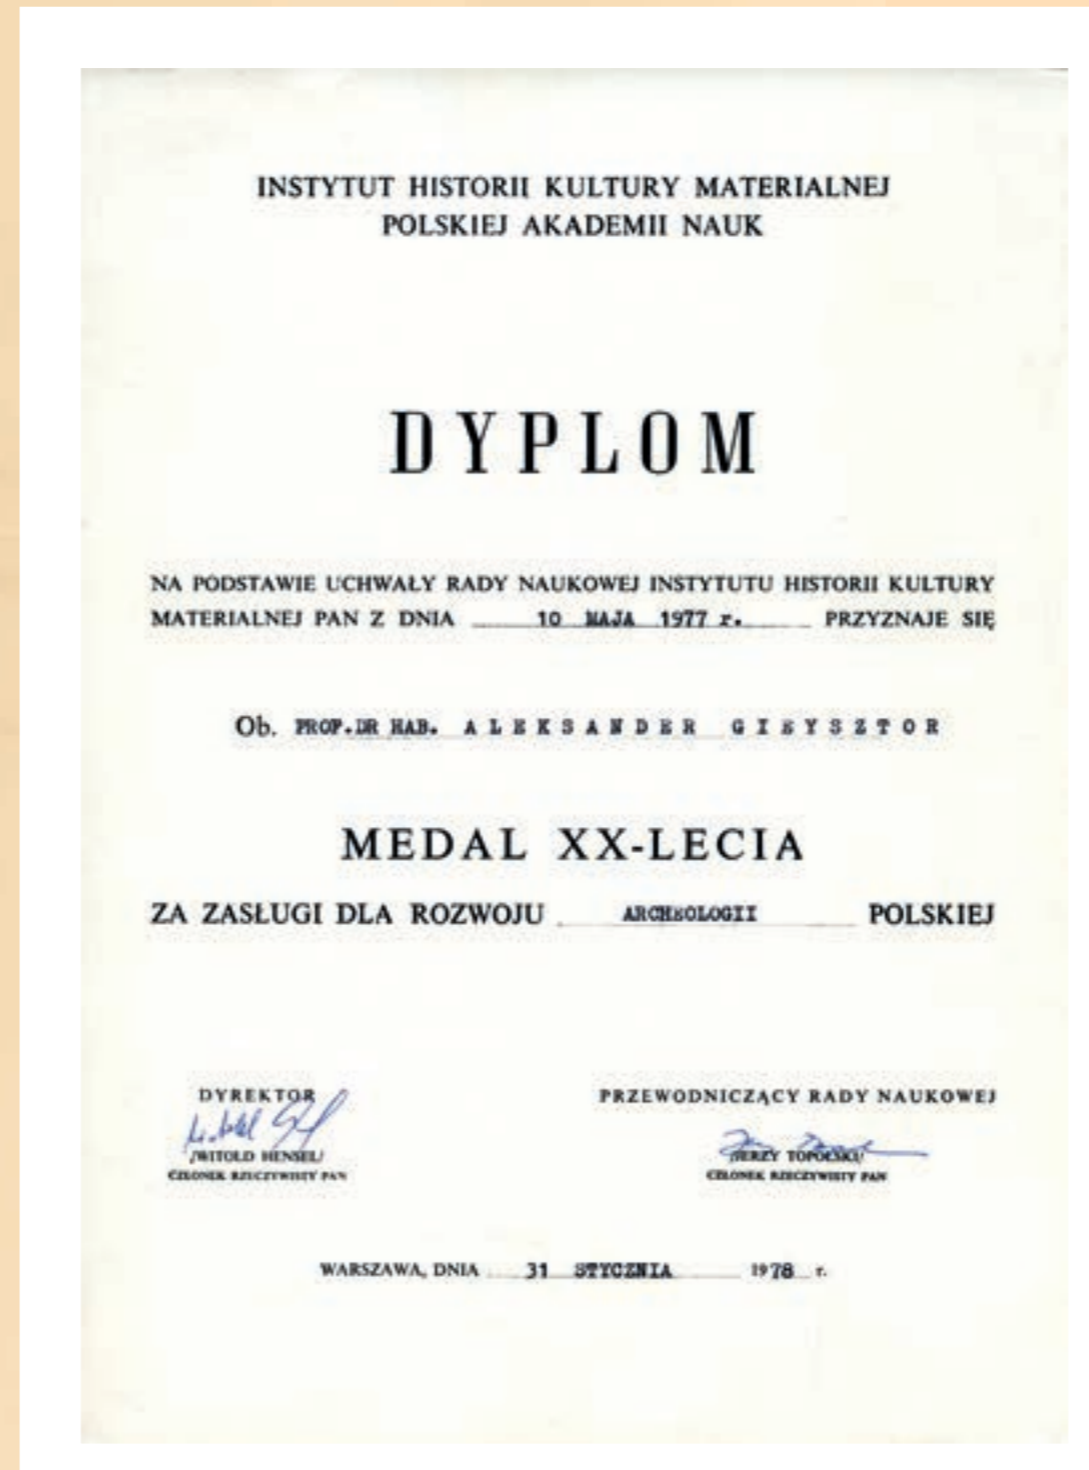 INSTYTUT HISTORII KULTURY MATERIALNEJ
POLSKIEJ AKADEMII NAUK
DYPLOM
NA PODSTAWIE UCHWAŁY RADY NAUKOWEJ INSTYTUTU HISTORII KULTURY
MATERIALNEJ PAN Z DNIA 10 MAJA 1977 r. PRZYZNAJE SIĘ
Ob. PROF.DR HAB. ALEKSANDER GIEYSZTOR
MEDAL XX-LECIA
ZA ZASŁUGI DLA ROZWOJU ARCHEOLOGII POLSKIEJ
DYREKTOR
/WITOLD HENSEL/
CZŁONEK RZECZYWISTY PAN
PRZEWODNICZĄCY RADY NAUKOWEJ
/JERZY TOPOLSKI/
CZŁONEK RZECZYWISTY PAN
WARSZAWA, DNIA 31 STYCZNIA 1978 r.